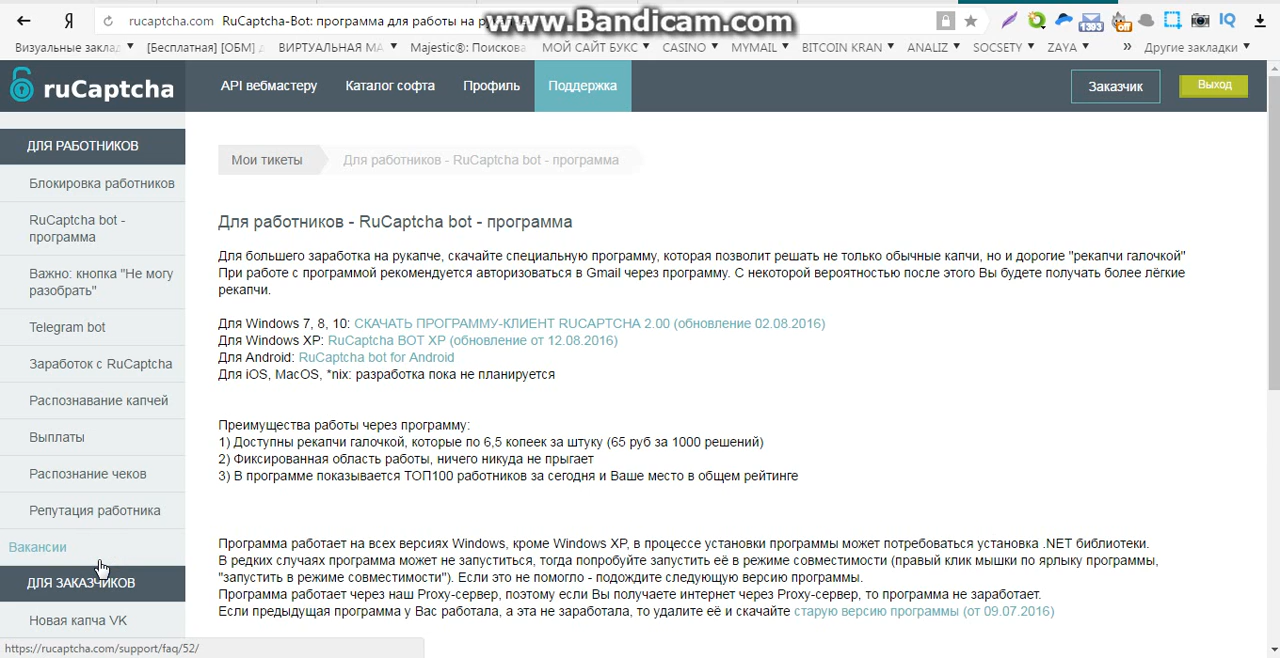 Я
rucaptcha.com RuCaptcha-Bot: программа для работы на
www.Bandicam.com
1393
off
IQ
Визуальные заклад
[Бесплатная] [ОБМ]
ВИРТУАЛЬНАЯ МА
Majestic®: Поискова
МОЙ САЙТ БУКС
CASINO
MYMAIL
BITCOIN KRAN
ANALIZ
SOCSETY
ZAYA
»
Другие закладки
ruCaptcha
API вебмастеру
Каталог софта
Профиль
Поддержка
Заказчик
Выход
ДЛЯ РАБОТНИКОВ
Блокировка работников
RuCaptcha bot -
программа
Важно: кнопка "Не могу
разобрать"
Telegram bot
Заработок с RuCaptcha
Распознавание капчей
Выплаты
Распознание чеков
Репутация работника
Вакансии
ДЛЯ ЗАКАЗЧИКОВ
Новая капча VK
Мои тикеты
Для работников - RuCaptcha bot - программа
Для работников - RuCaptcha bot - программа
Для большего заработка на рукапче, скачайте специальную программу, которая позволит решать не только обычные капчи, но и дорогие "рекапчи галочкой"
При работе с программой рекомендуется авторизоваться в Gmail через программу. С некоторой вероятностью после этого Вы будете получать более лёгкие
рекапчи.
Для Windows 7, 8, 10: СКАЧАТЬ ПРОГРАММУ-КЛИЕНТ RUCAPTCHA 2.00 (обновление 02.08.2016)
Для Windows XP: RuCaptcha BOT XP (обновление от 12.08.2016)
Для Android: RuCaptcha bot for Android
Для iOS, MacOS, *nix: разработка пока не планируется
Преимущества работы через программу:
1) Доступны рекапчи галочкой, которые по 6,5 копеек за штуку (65 руб за 1000 решений)
2) Фиксированная область работы, ничего никуда не прыгает
3) В программе показывается ТОП100 работников за сегодня и Ваше место в общем рейтинге
Программа работает на всех версиях Windows, кроме Windows XP, в процессе установки программы может потребоваться установка .NET библиотеки.
В редких случаях программа может не запуститься, тогда попробуйте запустить её в режиме совместимости (правый клик мышки по ярлыку программы,
"запустить в режиме совместимости"). Если это не помогло - подождите следующую версию программы.
Программа работает через наш Proxy-сервер, поэтому если Вы получаете интернет через Proxy-сервер, то программа не заработает.
Если предыдущая программа у Вас работала, а эта не заработала, то удалите её и скачайте старую версию программы (от 09.07.2016)
https://rucaptcha.com/support/faq/52/